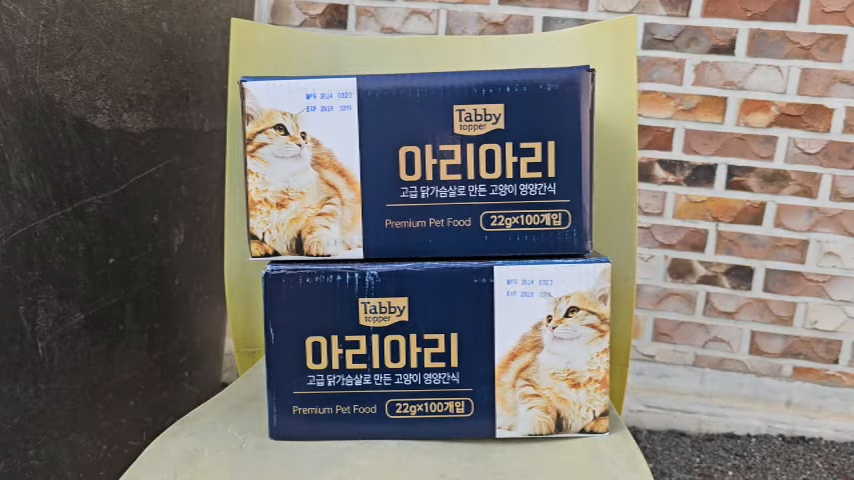 MFG 2024 0323
Tabby
topper
아리아리
고급 닭가슴살로 만든 고양이 영양간식
Premium Pet Food
22g×100개입
Tabby
topper
아리아리
고급 닭가슴살로 만든 고양이 영양간식
Premium Pet Food
22g×100개입